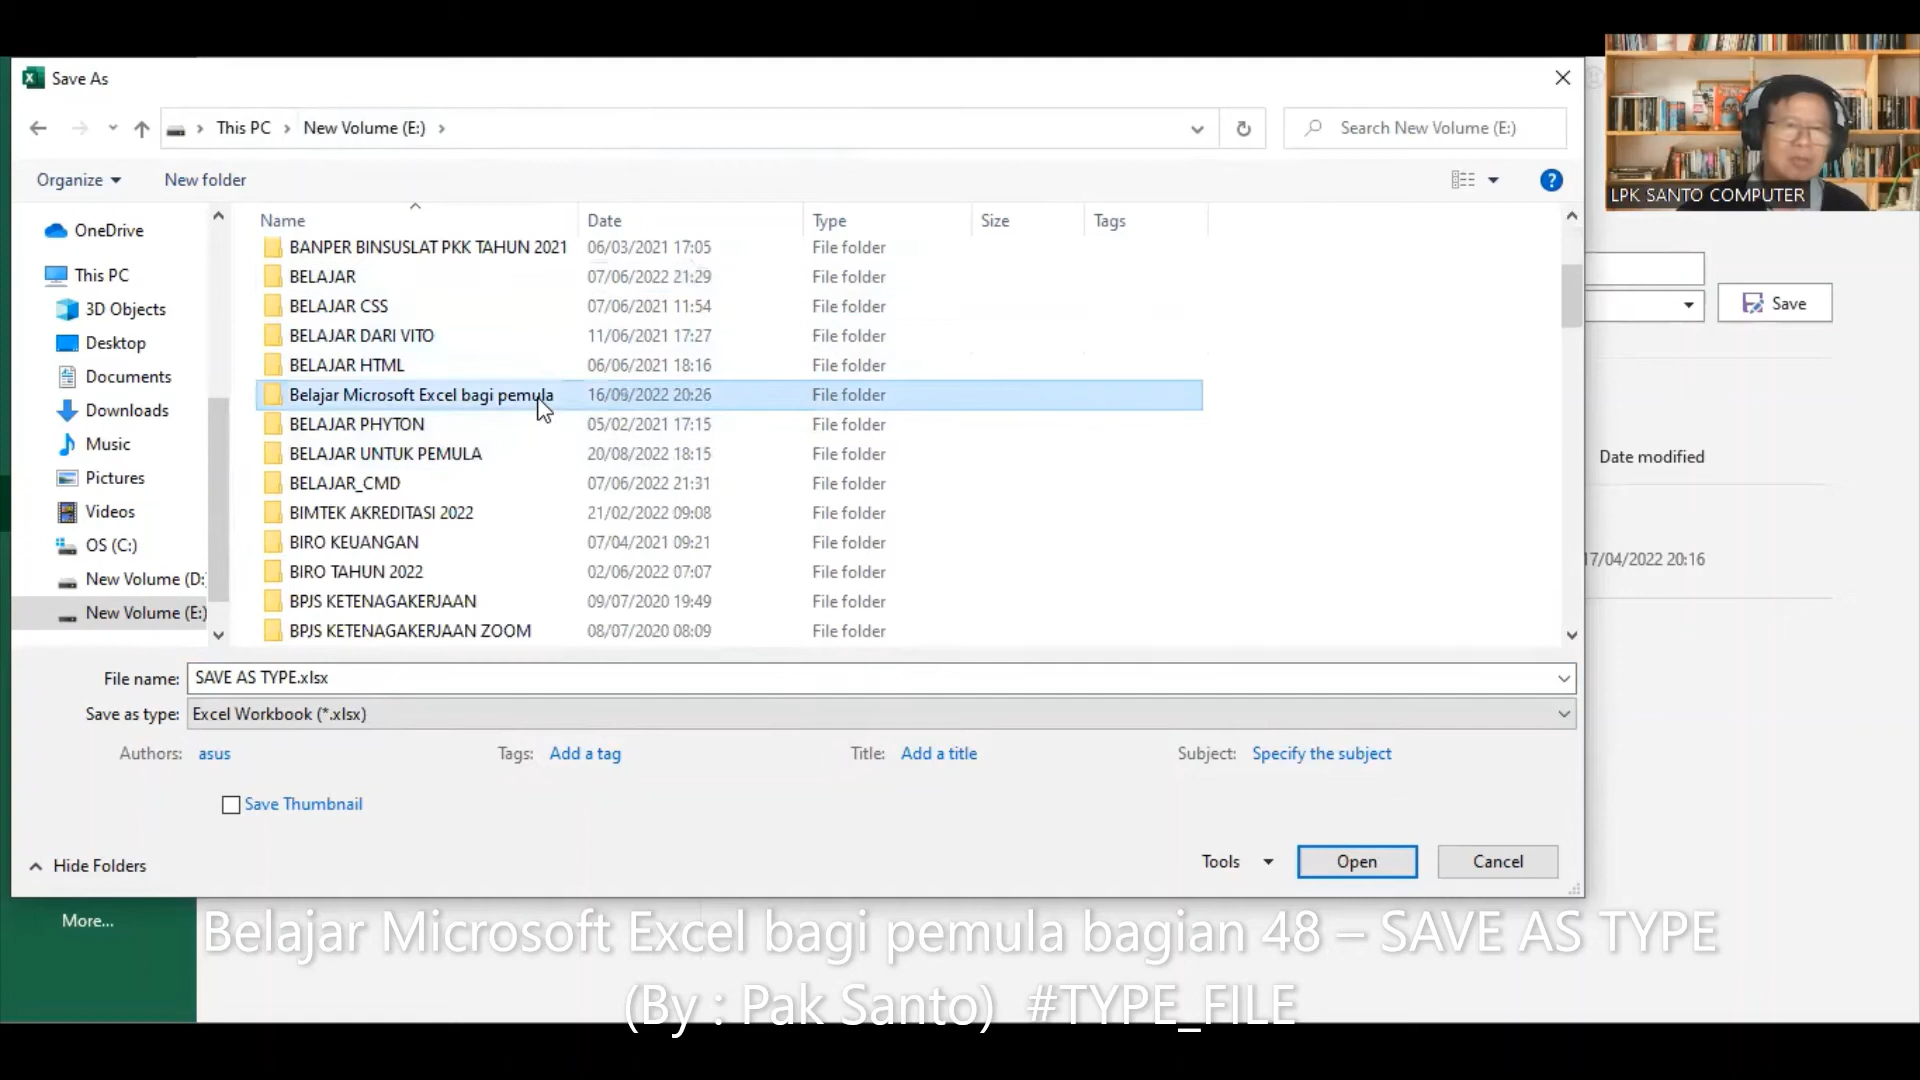 Save As
This PC > New Volume (E:) >
Search New Volume (E:)
Organize
New folder
?
LPK SANTO COMPUTER
Name Date Type Size Tags
BANPER BINSUSLAT PKK TAHUN 2021 06/03/2021 17:05 File folder
BELAJAR 07/06/2022 21:29 File folder
BELAJAR CSS 07/06/2021 11:54 File folder
BELAJAR DARI VITO 11/06/2021 17:27 File folder
BELAJAR HTML 06/06/2021 18:16 File folder
Belajar Microsoft Excel bagi pemula 16/09/2022 20:26 File folder
BELAJAR PHYTON 05/02/2021 17:15 File folder
BELAJAR UNTUK PEMULA 20/08/2022 18:15 File folder
BELAJAR_CMD 07/06/2022 21:31 File folder
BIMTEK AKREDITASI 2022 21/02/2022 09:08 File folder
BIRO KEUANGAN 07/04/2021 09:21 File folder
BIRO TAHUN 2022 02/06/2022 07:07 File folder
BPJS KETENAGAKERJAAN 09/07/2020 19:49 File folder
BPJS KETENAGAKERJAAN ZOOM 08/07/2020 08:09 File folder
OneDrive
This PC
3D Objects
Desktop
Documents
Downloads
Music
Pictures
Videos
OS (C:)
New Volume (D:
New Volume (E:)
Save
Date modified
17/04/2022 20:16
File name: SAVE AS TYPE.xlsx
Save as type: Excel Workbook (*.xlsx)
Authors: asus
Tags: Add a tag
Title: Add a title
Subject: Specify the subject
Save Thumbnail
Hide Folders
Tools
Open
Cancel
More...
Belajar Microsoft Excel bagi pemula bagian 48 – SAVE AS TYPE
(By : Pak Santo) #TYPE_FILE